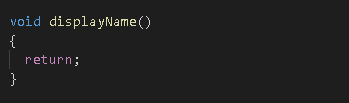 void displayName()
{
  return;
}